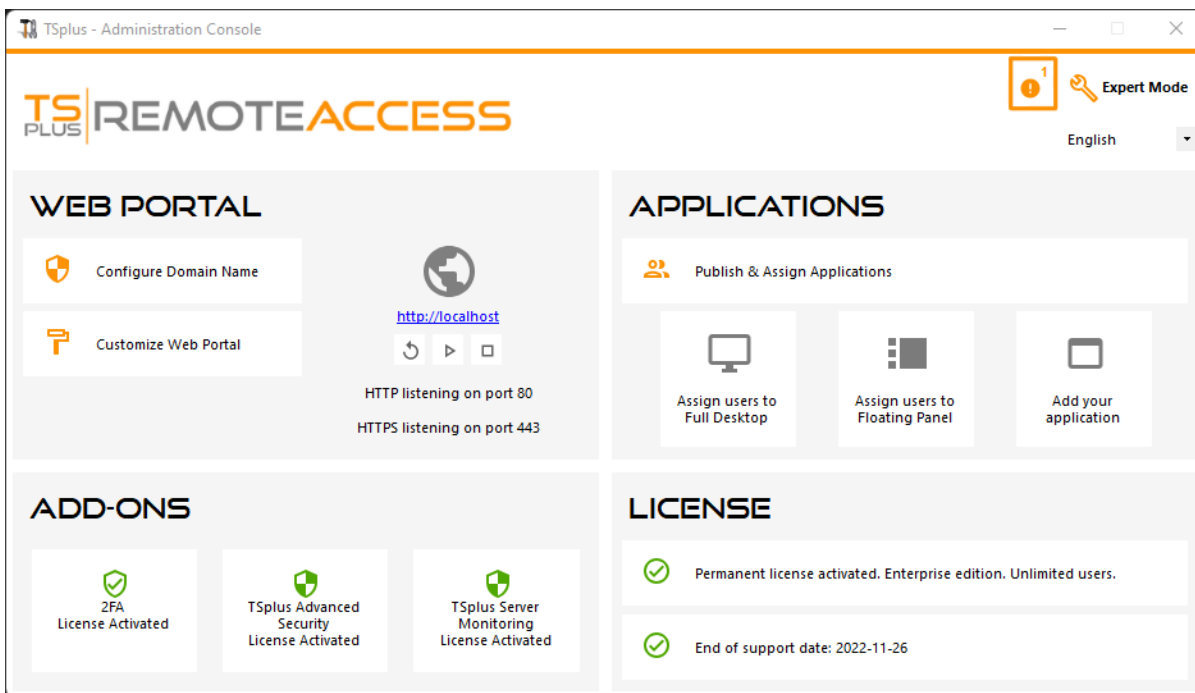 TSplus - Administration Console
TS PLUS REMOTEACCESS
1
Expert Mode
English
WEB PORTAL
Configure Domain Name
Customize Web Portal
http://localhost
HTTP listening on port 80
HTTPS listening on port 443
APPLICATIONS
Publish & Assign Applications
Assign users to
Full Desktop
Assign users to
Floating Panel
Add your
application
ADD-ONS
2FA
License Activated
TSplus Advanced
Security
License Activated
TSplus Server
Monitoring
License Activated
LICENSE
Permanent license activated. Enterprise edition. Unlimited users.
End of support date: 2022-11-26